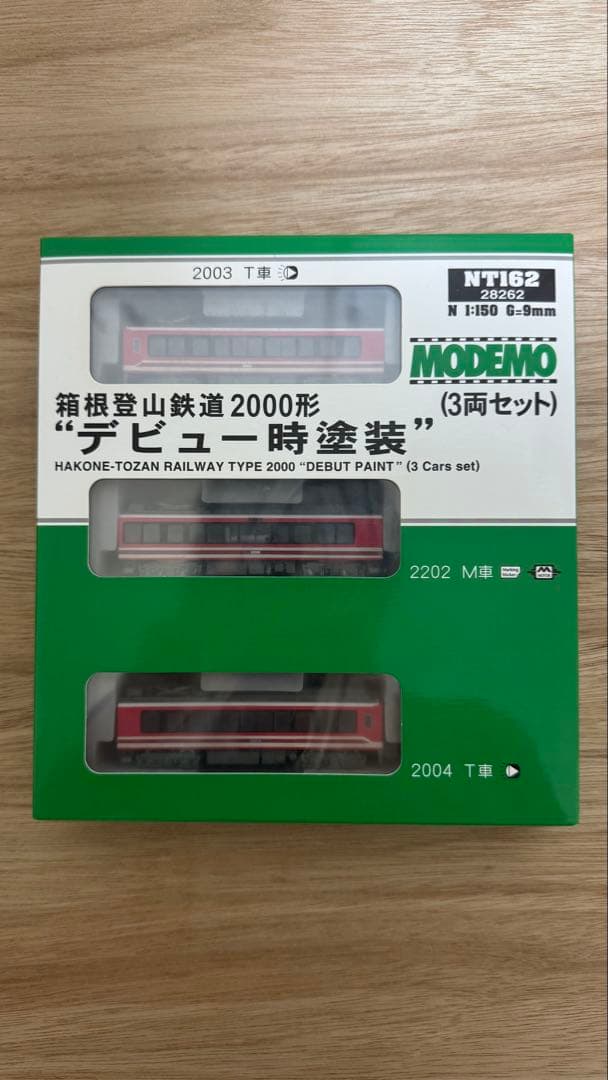 2003 T車
NT162
28262
N 1:150 G=9mm
MODEMO
箱根登山鉄道2000形
(3両セット)
“デビュー時塗装”
HAKONE-TOZAN RAILWAY TYPE 2000 “DEBUT PAINT” (3 Cars set)
2202 M車
2004 T車